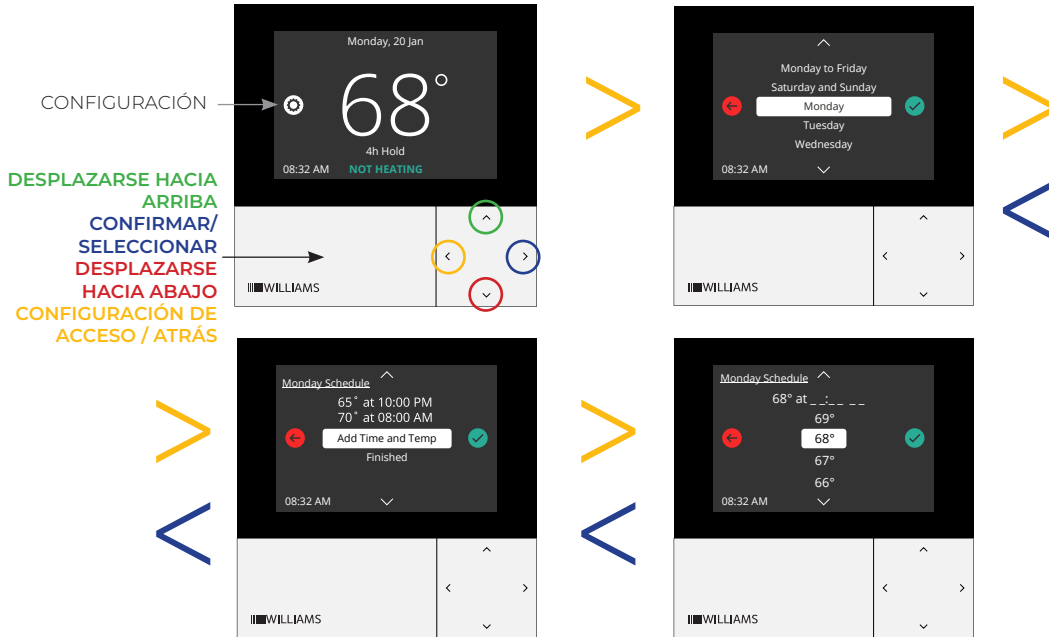 Monday, 20 Jan
CONFIGURACIÓN
68°
4h Hold
08:32 AM NOT HEATING
DESPLAZARSE HACIA
ARRIBA
CONFIRMAR/
SELECCIONAR
DESPLAZARSE
HACIA ABAJO
CONFIGURACIÓN DE
ACCESO / ATRÁS
WILLIAMS
Monday to Friday
Saturday and Sunday
Monday
Tuesday
Wednesday
08:32 AM
WILLIAMS
Monday Schedule
65° at 10:00 PM
70° at 08:00 AM
Add Time and Temp
Finished
08:32 AM
WILLIAMS
Monday Schedule
68° at _ _:_ _ _ _
69°
68°
67°
66°
08:32 AM
WILLIAMS